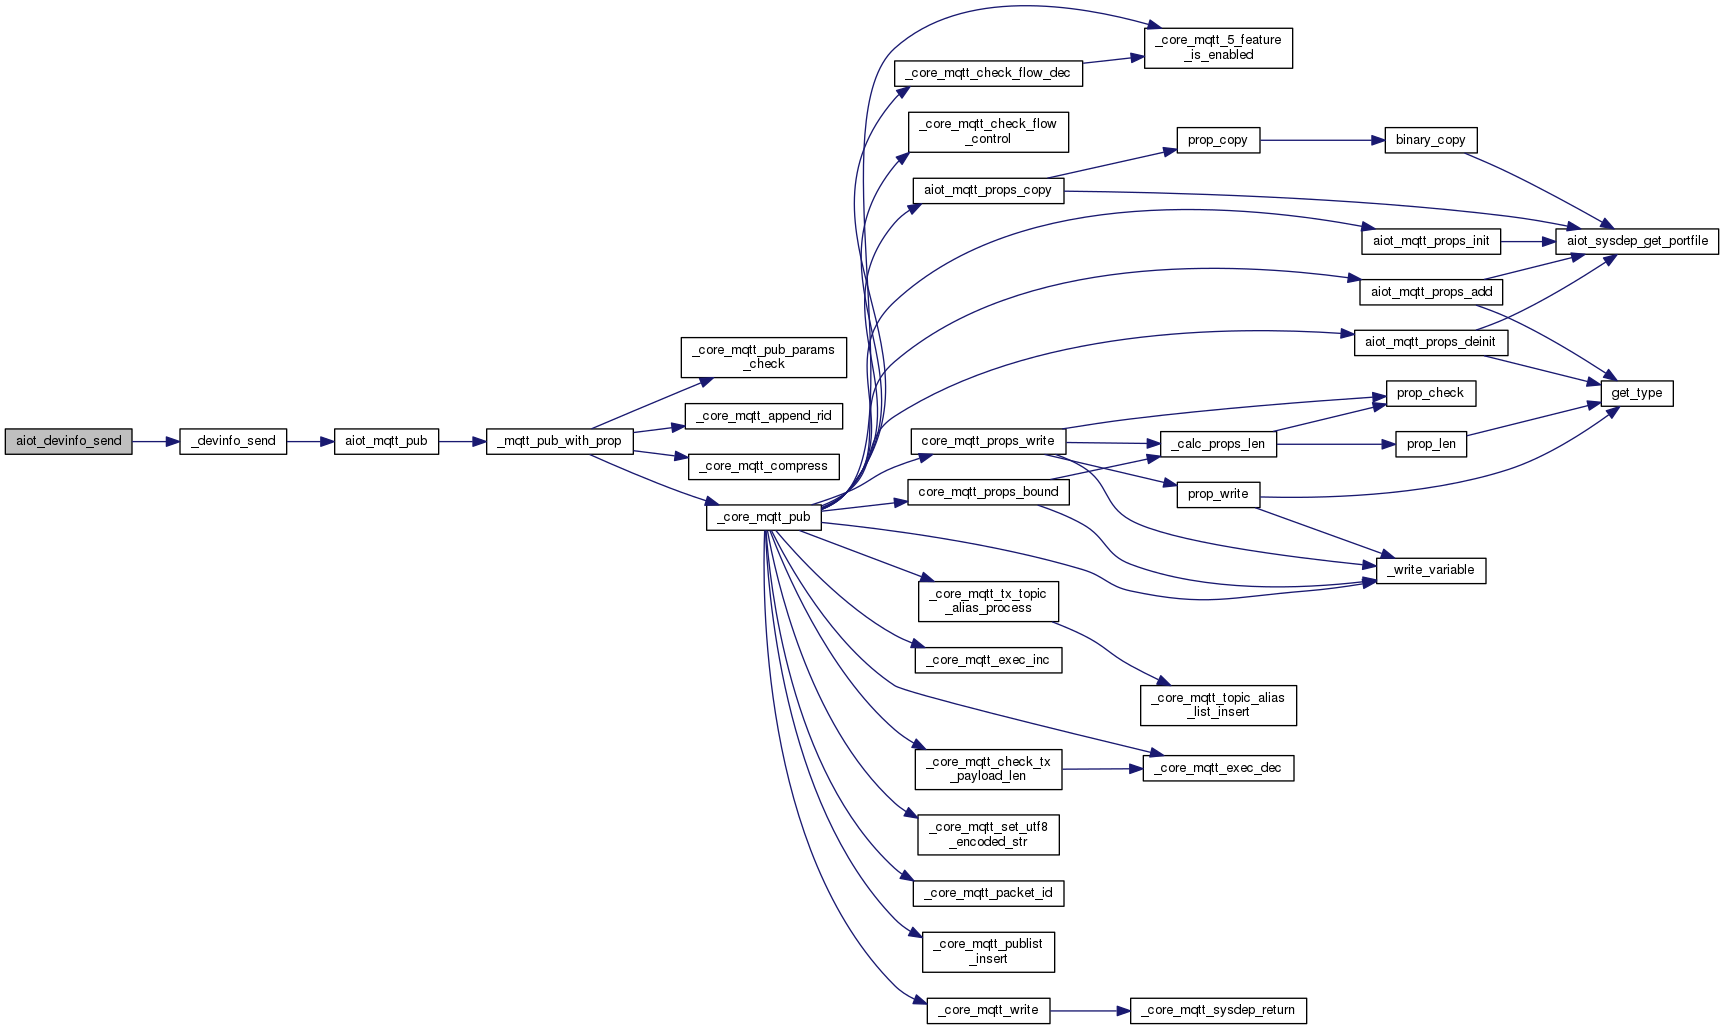 aiot_devinfo_send
_devinfo_send
aiot_mqtt_pub
_mqtt_pub_with_prop
_core_mqtt_pub_params
_check
_core_mqtt_append_rid
_core_mqtt_compress
_core_mqtt_pub
_core_mqtt_5_feature
_is_enabled
_core_mqtt_check_flow_dec
_core_mqtt_check_flow
_control
aiot_mqtt_props_copy
prop_copy
binary_copy
aiot_sysdep_get_portfile
aiot_mqtt_props_init
aiot_mqtt_props_add
aiot_mqtt_props_deinit
get_type
core_mqtt_props_write
prop_check
_calc_props_len
prop_len
core_mqtt_props_bound
prop_write
_write_variable
_core_mqtt_tx_topic
_alias_process
_core_mqtt_exec_inc
_core_mqtt_topic_alias
_list_insert
_core_mqtt_check_tx
_payload_len
_core_mqtt_exec_dec
_core_mqtt_set_utf8
_encoded_str
_core_mqtt_packet_id
_core_mqtt_publist
_insert
_core_mqtt_write
_core_mqtt_sysdep_return